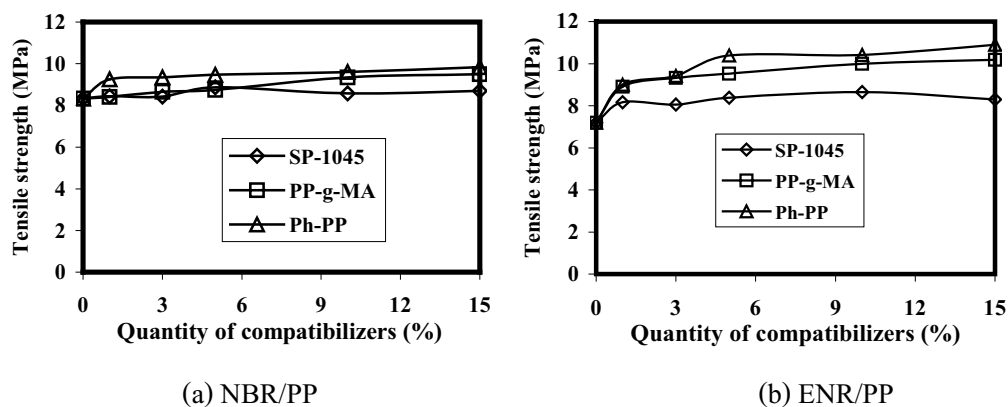 12
10
8
6
4
2
0
Tensile strength (MPa)
SP-1045
PP-g-MA
Ph-PP
0 3 6 9 12 15
Quantity of compatibilizers (%)
(a) NBR/PP
12
10
8
6
4
2
0
Tensile strength (MPa)
SP-1045
PP-g-MA
Ph-PP
0 3 6 9 12 15
Quantity of compatibilizers (%)
(b) ENR/PP